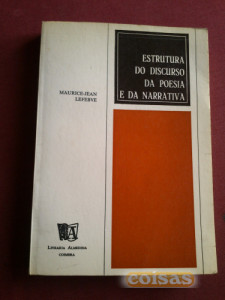 ESTRUTURA
DO DISCURSO
DA POESIA
E DA NARRATIVA
MAURICE-JEAN
LEFEBVE
LIVRARIA ALMEDINA
COIMBRA
coisas